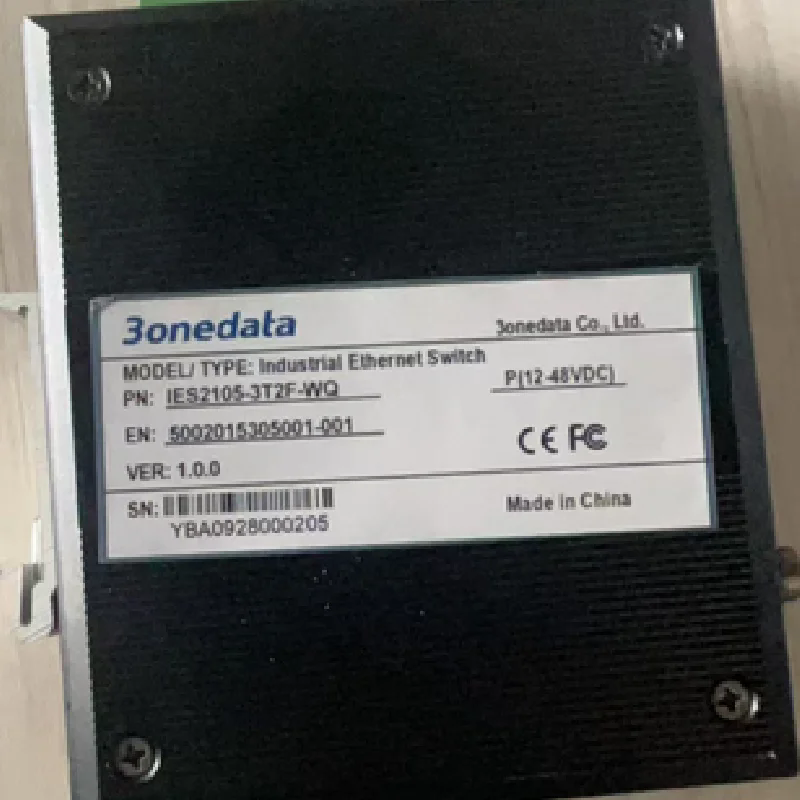 3onedata
3onedata Co., Ltd.
MODEL/ TYPE: Industrial Ethernet Switch
PN: IES2105-3T2F-WQ
P(12-48VDC)
EN: 5002015305001-001
CE FC
VER: 1.0.0
SN:
YBA0928000205
Made in China